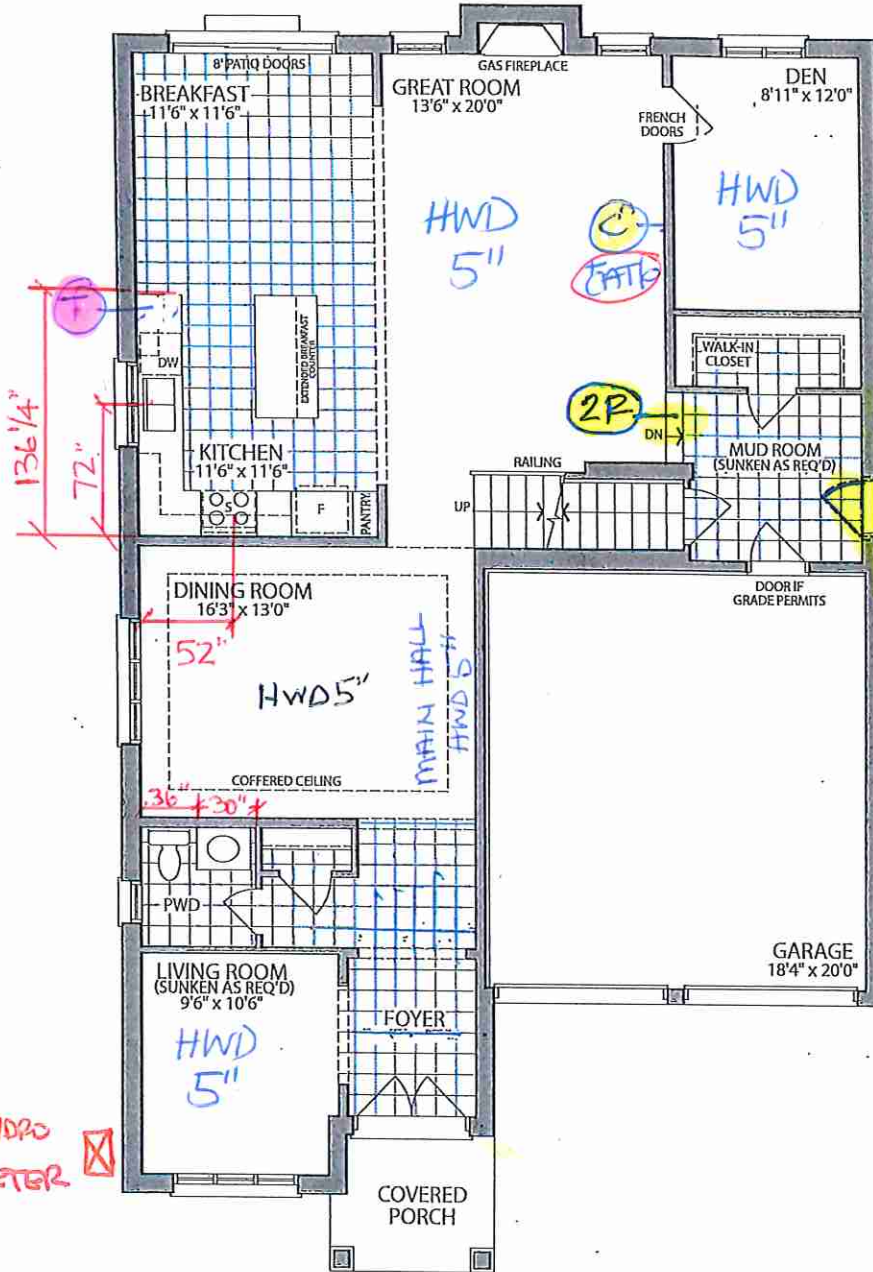 8' PATIO DOORS
BREAKFAST
11'6" x 11'6"
GAS FIREPLACE
GREAT ROOM
13'6" x 20'0"
DEN
8'11" x 12'0"
FRENCH
DOORS
HWD
5"
HWD
5"
C"
T
136 1/4"
72"
DW
EXTENDED BREAKFAST
COUNTER
WALK-IN
CLOSET
2R
DN
MUD ROOM
(SUNKEN AS REQ'D)
KITCHEN
11'6" x 11'6"
RAILING
UP
S
F
PANTRY
DINING ROOM
16'3" x 13'0"
DOOR IF
GRADE PERMITS
52"
HWD 5"
MAIN HALL
HWD 5"
COFFERED CEILING
36"
30"
PWD
GARAGE
18'4" x 20'0"
LIVING ROOM
(SUNKEN AS REQ'D)
9'6" x 10'6"
FOYER
HWD
5"
COVERED
PORCH